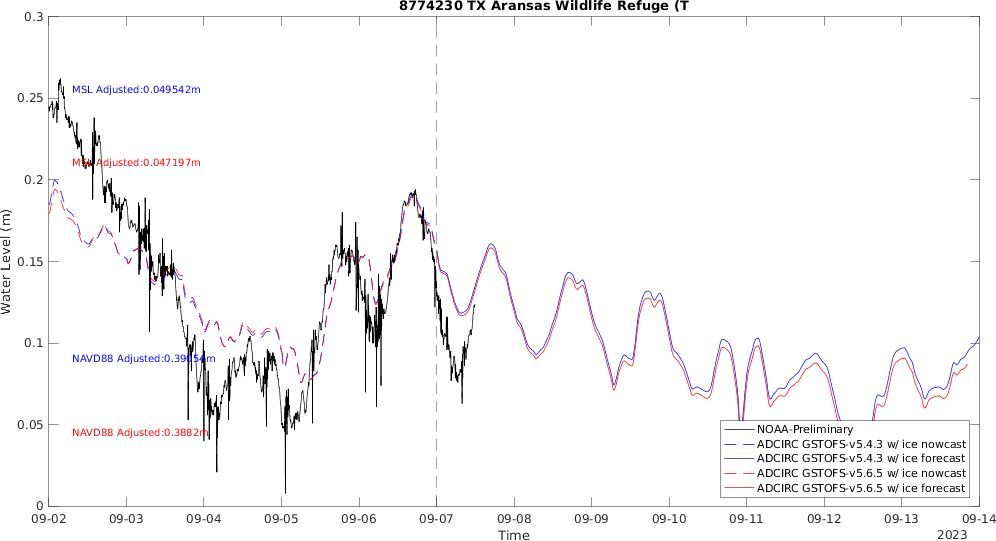 8774230 TX Aransas Wildlife Refuge (T
0.3
0.25
0.2
0.15
0.1
0.05
0
Water Level (m)
MSL Adjusted:0.049542m
MSL Adjusted:0.047197m
NAVD88 Adjusted:0.39054m
NAVD88 Adjusted:0.3882m
NOAA-Preliminary
ADCIRC GSTOFS-v5.4.3 w/ ice nowcast
ADCIRC GSTOFS-v5.4.3 w/ ice forecast
ADCIRC GSTOFS-v5.6.5 w/ ice nowcast
ADCIRC GSTOFS-v5.6.5 w/ ice forecast
09-02 09-03 09-04 09-05 09-06 09-07 09-08 09-09 09-10 09-11 09-12 09-13 09-14
Time
2023